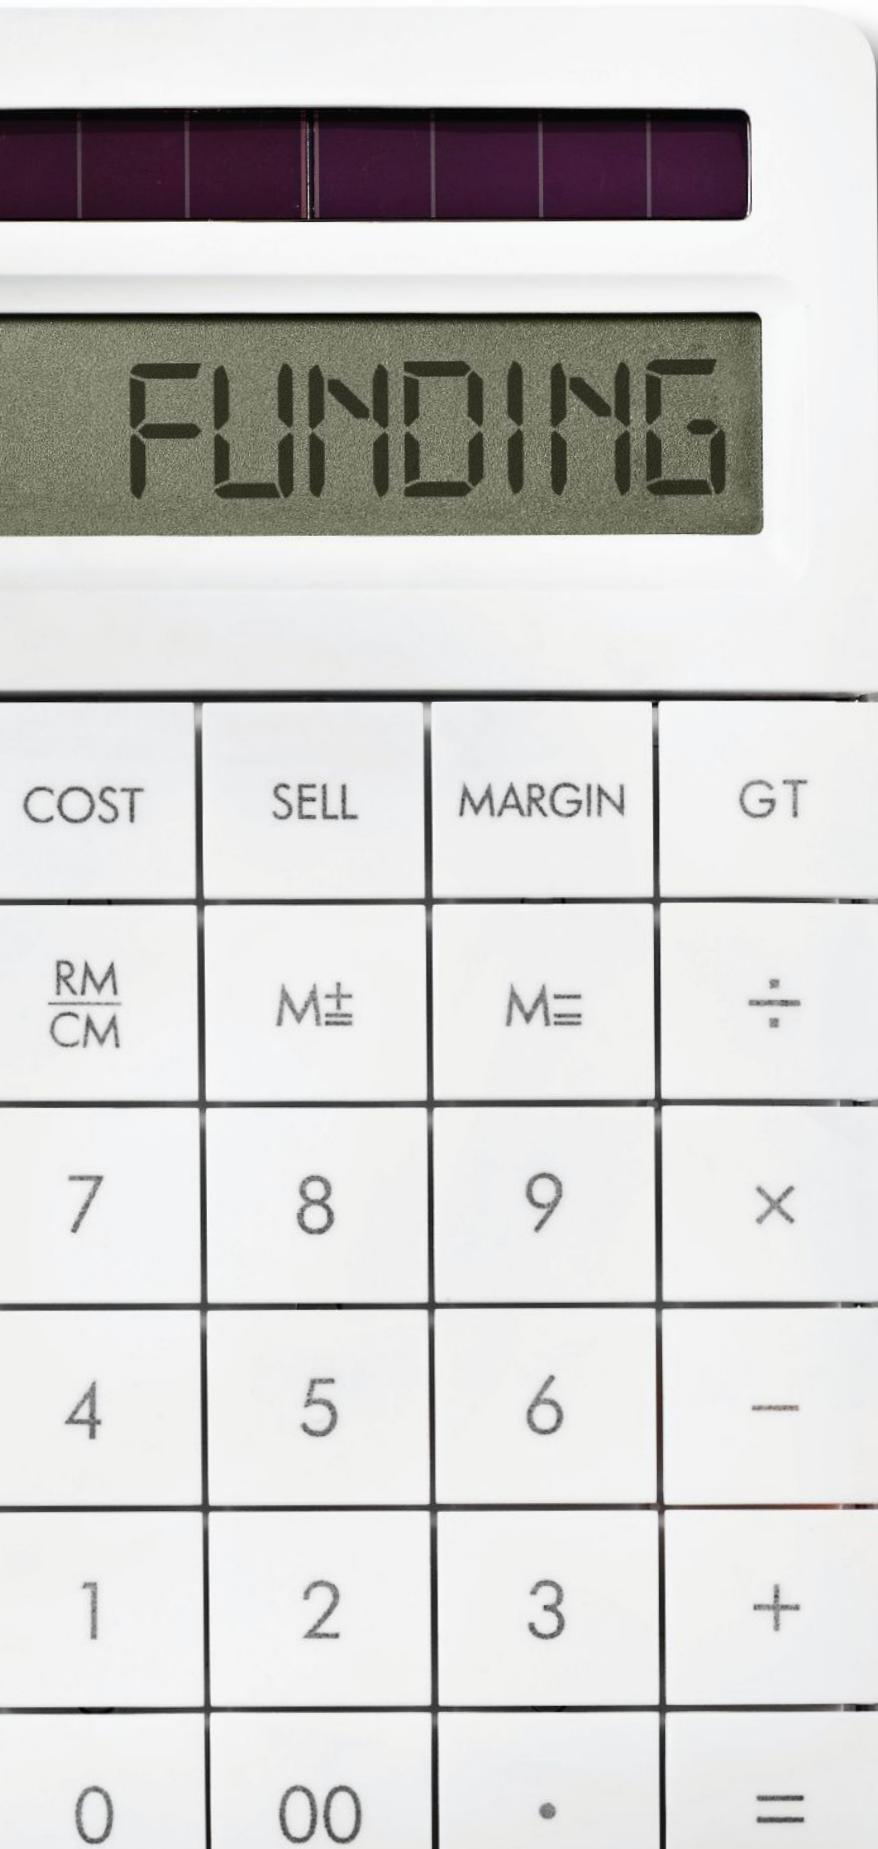 FUNDING
COST SELL MARGIN GT
RM
CM
M± M= ÷
7 8 9 ×
4 5 6 −
1 2 3 +
0 00 . =